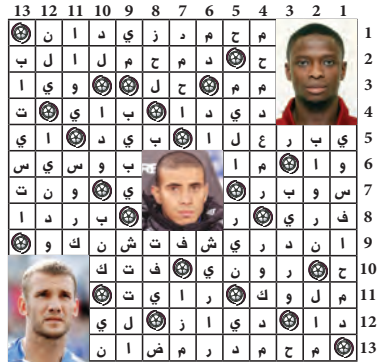 13 12 11 10 9 8 7 6 5 4 3 2 1
م ح م د ز ي د ا ن 1
ح د م ح م ل ا ل ب 2
م م ح ل و ي ا 3
د ي د ا ب ا ي ت 4
ي ب ر ع ل ا ب ي د ا ي 5
و ا ا م ب و س ي س 6
س و ب ر ي و ن ت 7
ف ر ي ر ب ر د ا 8
ا ن د ر ي ش ف ت ش ن ك و 9
ح ر و ن ي ف ت ك 10
م ل و ك ر ا ي ت 11
د ا د ي ا ز ل ي 12
م ح م د ر م ض ا ن 13